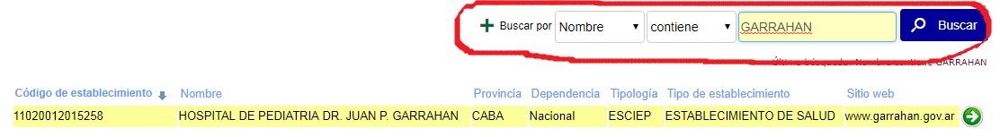 Buscar por Nombre contiene GARRAHAN Buscar
Última búsqueda: Nombre contiene GARRAHAN
Código de establecimiento Nombre Provincia Dependencia Tipología Tipo de establecimiento Sitio web
11020012015258 HOSPITAL DE PEDIATRIA DR. JUAN P. GARRAHAN CABA Nacional ESCIEP ESTABLECIMIENTO DE SALUD www.garrahan.gov.ar